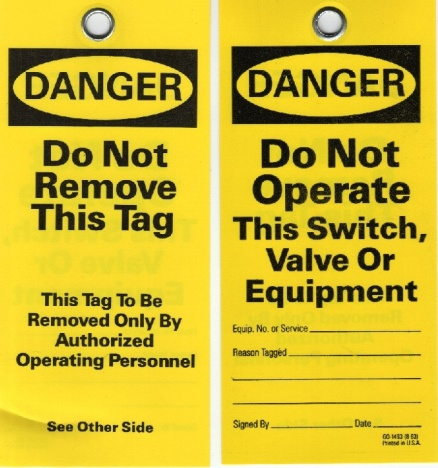 DANGER
Do Not
Remove
This Tag
This Tag To Be
Removed Only By
Authorized
Operating Personnel
See Other Side
DANGER
Do Not
Operate
This Switch,
Valve Or
Equipment
Equip. No. or Service
Reason Tagged
Signed By Date
Printed in U.S.A.